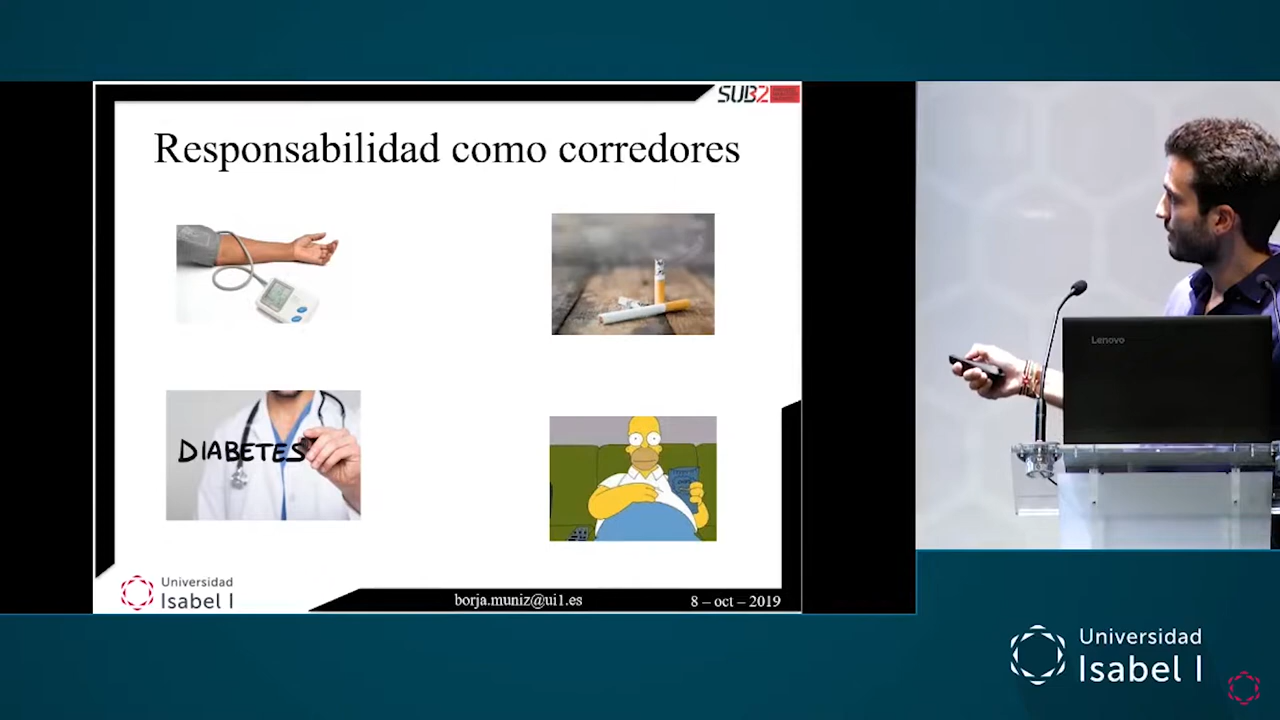 SUB2
Responsabilidad como corredores
DIABETES
Universidad
Isabel I
borja.muniz@ui1.es
8 – oct – 2019
Lenovo
Universidad
Isabel I